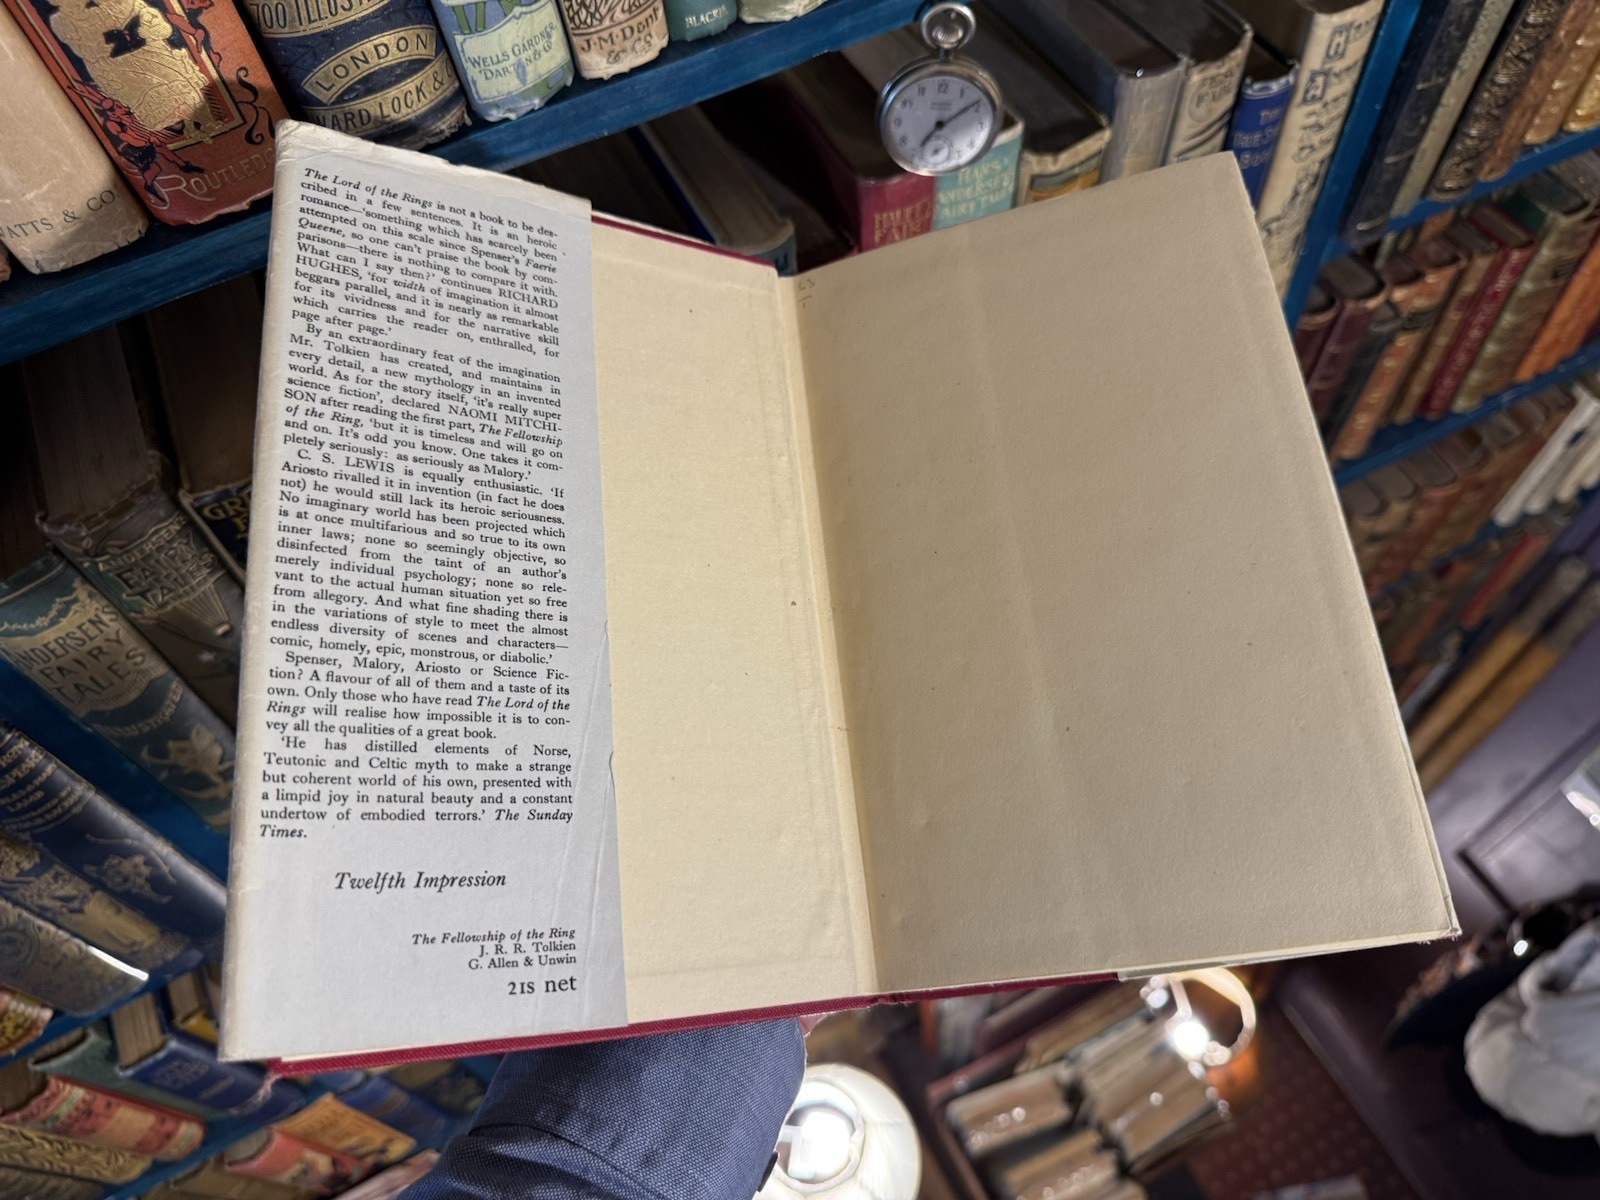 ZOO ILLUST
LONDON
WARD LOCK &
WELLS GARDNER
DARTON & Co
J·M·DENT
& CO
BLACKIE
WATTS & CO.
ROUTLEDG
ANDERSEN'S
FAIRY
TALES
ANDERSEN'S
FAIRY
TALES
HANS
ANDERSEN
FAIRY TALE
The Lord of the Rings is not a book to be des-
cribed in a few sentences. It is an heroic
romance—'something which has scarcely been
attempted on this scale since Spenser's Faerie
Queene, so one can't praise the book by com-
parisons—there is nothing to compare it with.
What can I say then?' continues RICHARD
HUGHES, 'for width of imagination it almost
beggars parallel, and it is nearly as remarkable
for its vividness and for the narrative skill
which carries the reader on, enthralled, for
page after page.'
By an extraordinary feat of the imagination
Mr. Tolkien has created, and maintains in
every detail, a new mythology in an invented
world. As for the story itself, 'it's really super
science fiction', declared NAOMI MITCHI-
SON after reading the first part, The Fellowship
of the Ring, 'but it is timeless and will go on
and on. It's odd you know. One takes it com-
pletely seriously: as seriously as Malory.'
C. S. LEWIS is equally enthusiastic. 'If
Ariosto rivalled it in invention (in fact he does
not) he would still lack its heroic seriousness.
No imaginary world has been projected which
is at once multifarious and so true to its own
inner laws; none so seemingly objective, so
disinfected from the taint of an author's
merely individual psychology; none so rele-
vant to the actual human situation yet so free
from allegory. And what fine shading there is
in the variations of style to meet the almost
endless diversity of scenes and characters—
comic, homely, epic, monstrous, or diabolic.'
Spenser, Malory, Ariosto or Science Fic-
tion? A flavour of all of them and a taste of its
own. Only those who have read The Lord of the
Rings will realise how impossible it is to con-
vey all the qualities of a great book.
'He has distilled elements of Norse,
Teutonic and Celtic myth to make a strange
but coherent world of his own, presented with
a limpid joy in natural beauty and a constant
undertow of embodied terrors.' The Sunday
Times.
Twelfth Impression
The Fellowship of the Ring
J. R. R. Tolkien
G. Allen & Unwin
21s net